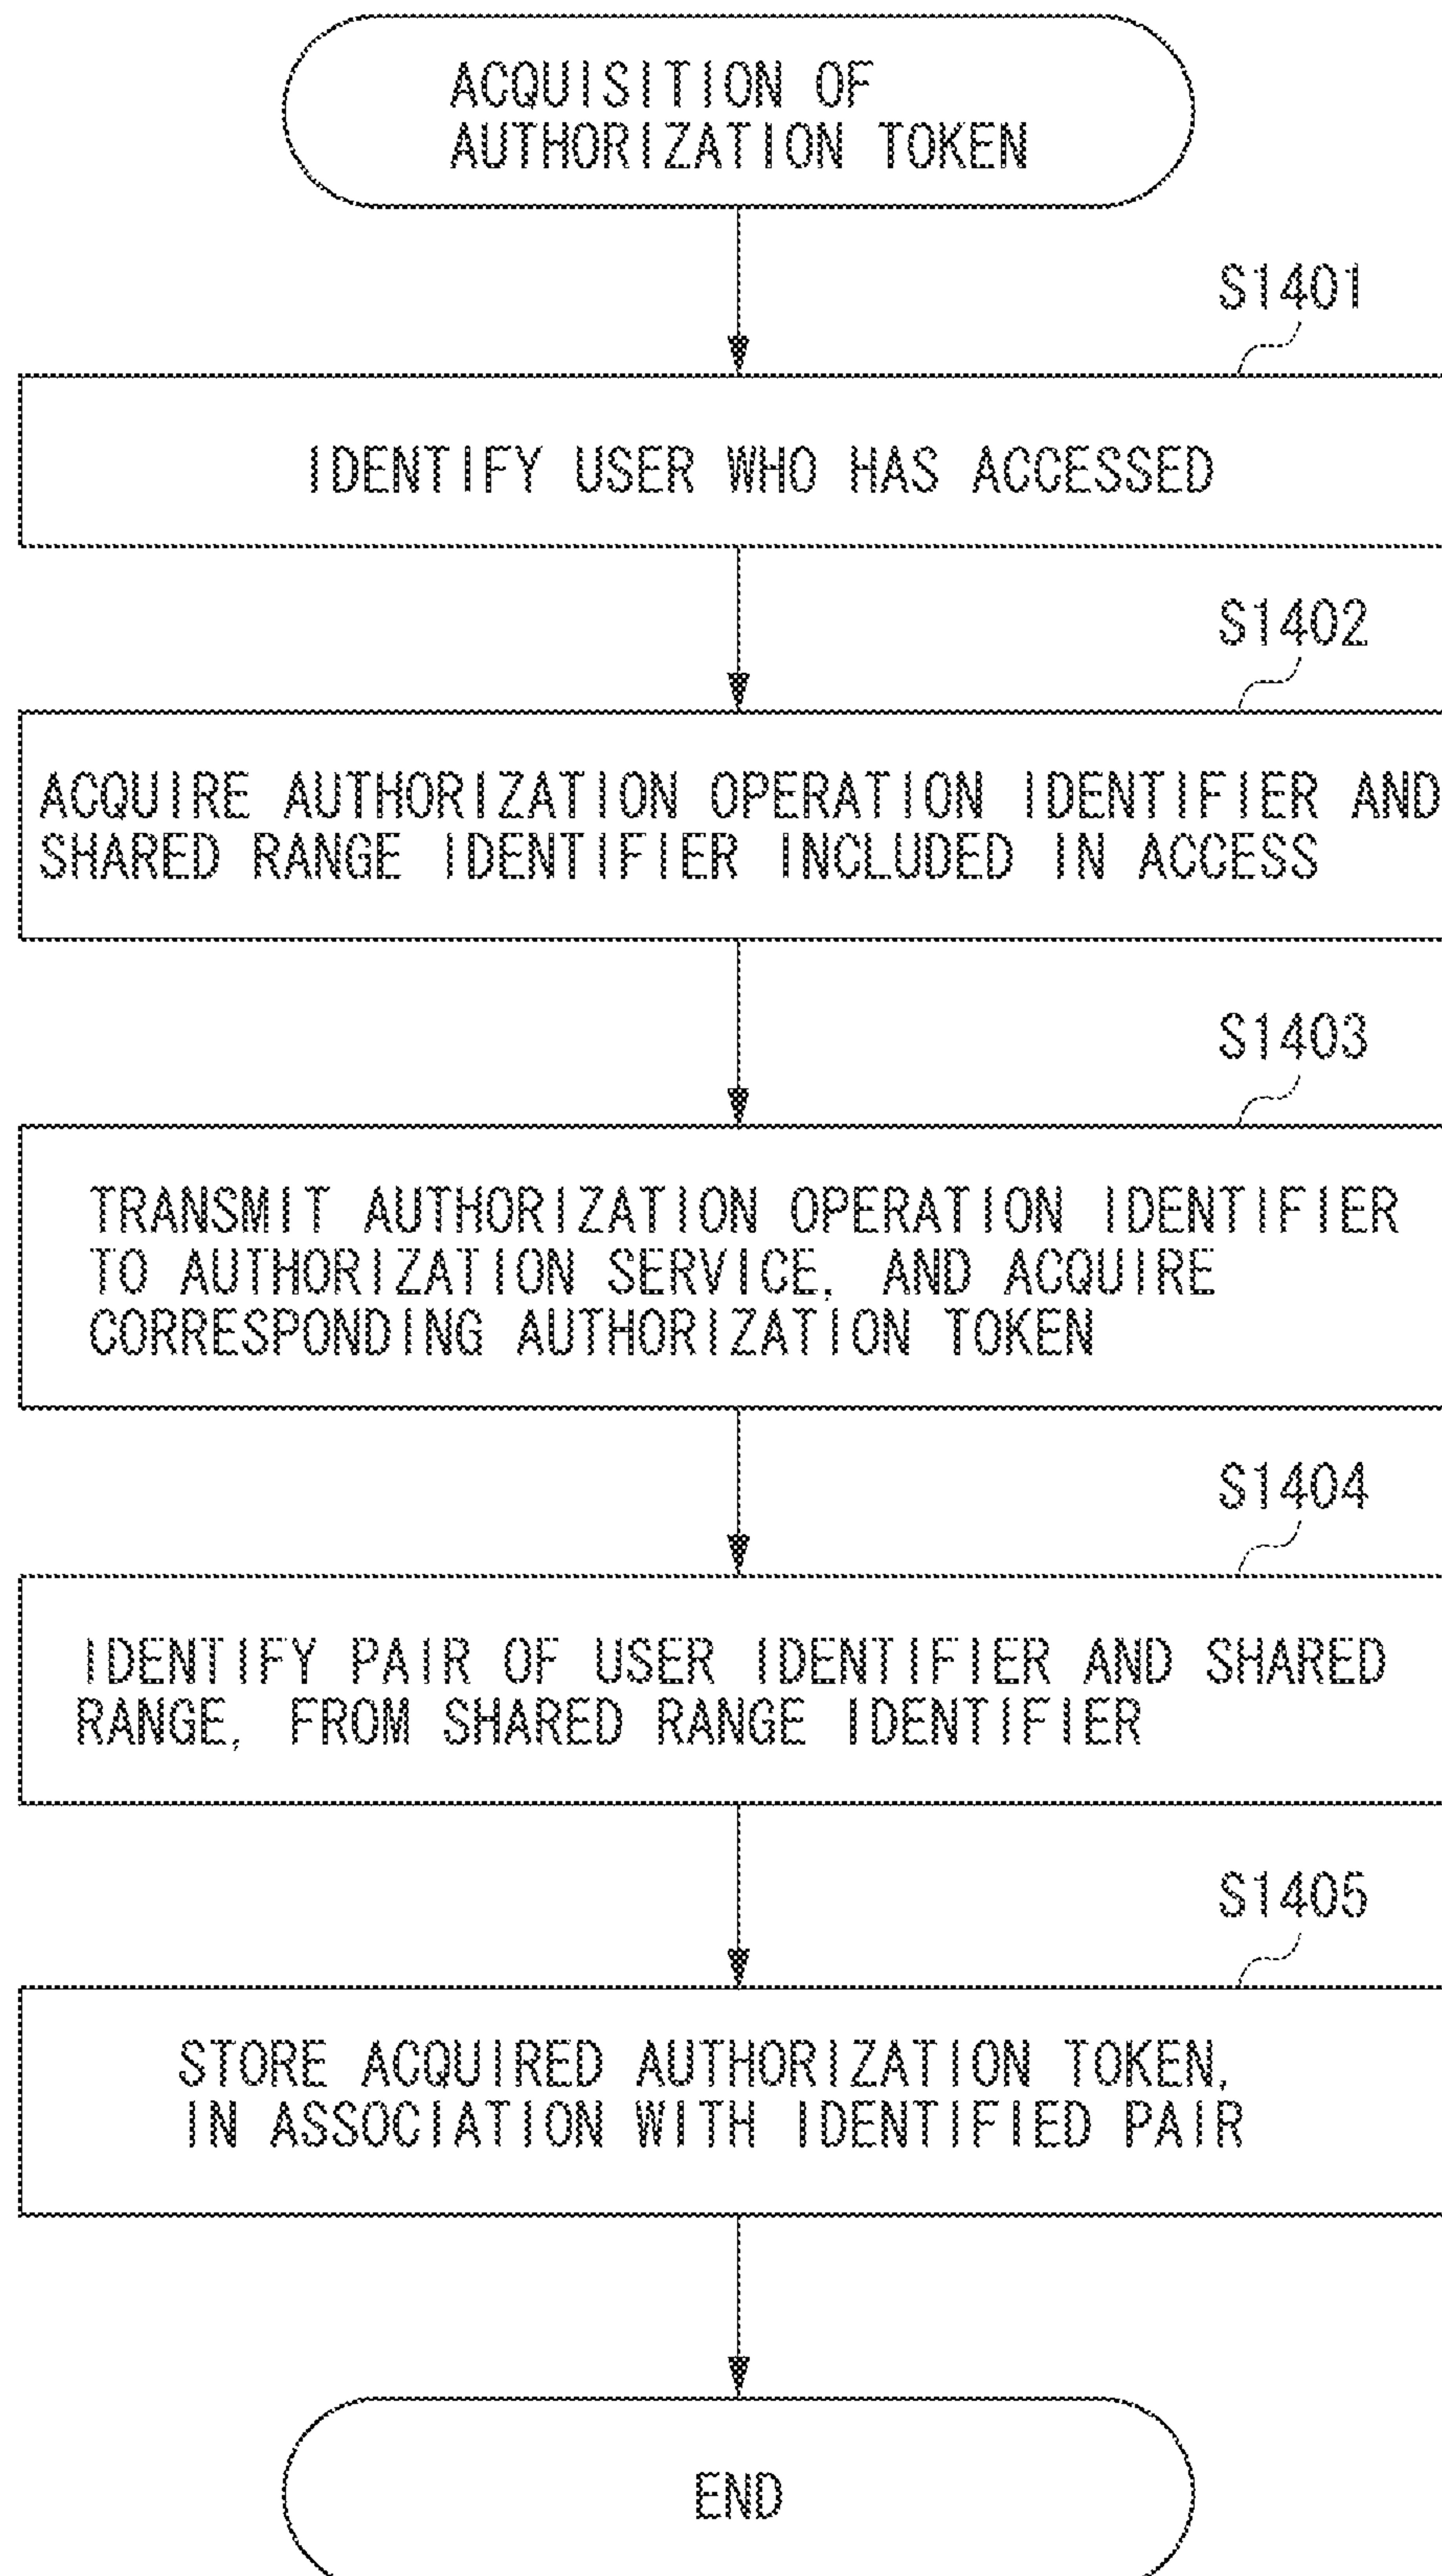 ACQUISITION OF
AUTHORIZATION TOKEN
S1401
IDENTIFY USER WHO HAS ACCESSED
S1402
ACQUIRE AUTHORIZATION OPERATION IDENTIFIER AND
SHARED RANGE IDENTIFIER INCLUDED IN ACCESS
S1403
TRANSMIT AUTHORIZATION OPERATION IDENTIFIER
TO AUTHORIZATION SERVICE, AND ACQUIRE
CORRESPONDING AUTHORIZATION TOKEN
S1404
IDENTIFY PAIR OF USER IDENTIFIER AND SHARED
RANGE, FROM SHARED RANGE IDENTIFIER
S1405
STORE ACQUIRED AUTHORIZATION TOKEN,
IN ASSOCIATION WITH IDENTIFIED PAIR
END